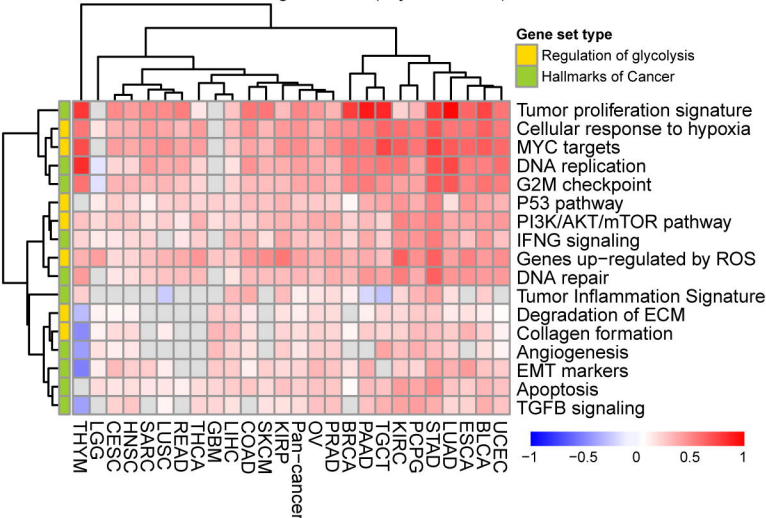 Gene set type
Regulation of glycolysis
Hallmarks of Cancer
Tumor proliferation signature
Cellular response to hypoxia
MYC targets
DNA replication
G2M checkpoint
P53 pathway
PI3K/AKT/mTOR pathway
IFNG signaling
Genes up−regulated by ROS
DNA repair
Tumor Inflammation Signature
Degradation of ECM
Collagen formation
Angiogenesis
EMT markers
Apoptosis
TGFB signaling
THYM
LGG
CESC
HNSC
SARC
LUSC
READ
THCA
GBM
LIHC
COAD
SKCM
KIRP
Pan−cancer
OV
PRAD
BRCA
PAAD
TGCT
KIRC
PCPG
STAD
LUAD
ESCA
BLCA
UCEC
−1 −0.5 0 0.5 1